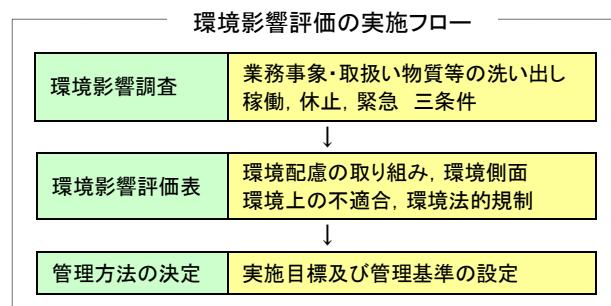 環境影響評価の実施フロー
環境影響調査
業務事象・取扱い物質等の洗い出し
稼働, 休止, 緊急 三条件
↓
環境影響評価表
環境配慮の取り組み, 環境側面
環境上の不適合, 環境法的規制
↓
管理方法の決定
実施目標及び管理基準の設定